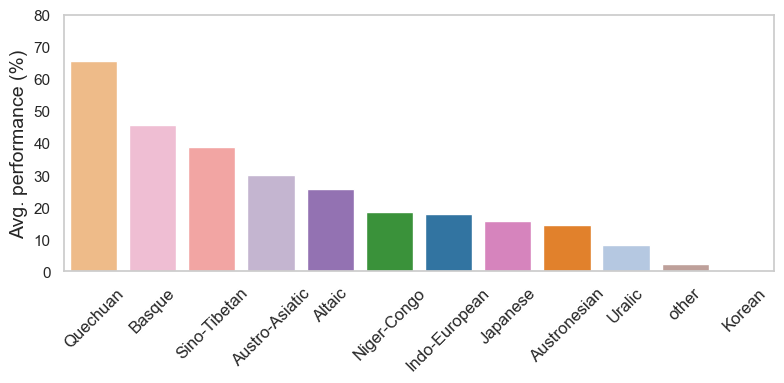 Avg. performance (%)
80
70
60
50
40
30
20
10
0
Quechuan
Basque
Sino-Tibetan
Austro-Asiatic
Altaic
Niger-Congo
Indo-European
Japanese
Austronesian
Uralic
other
Korean